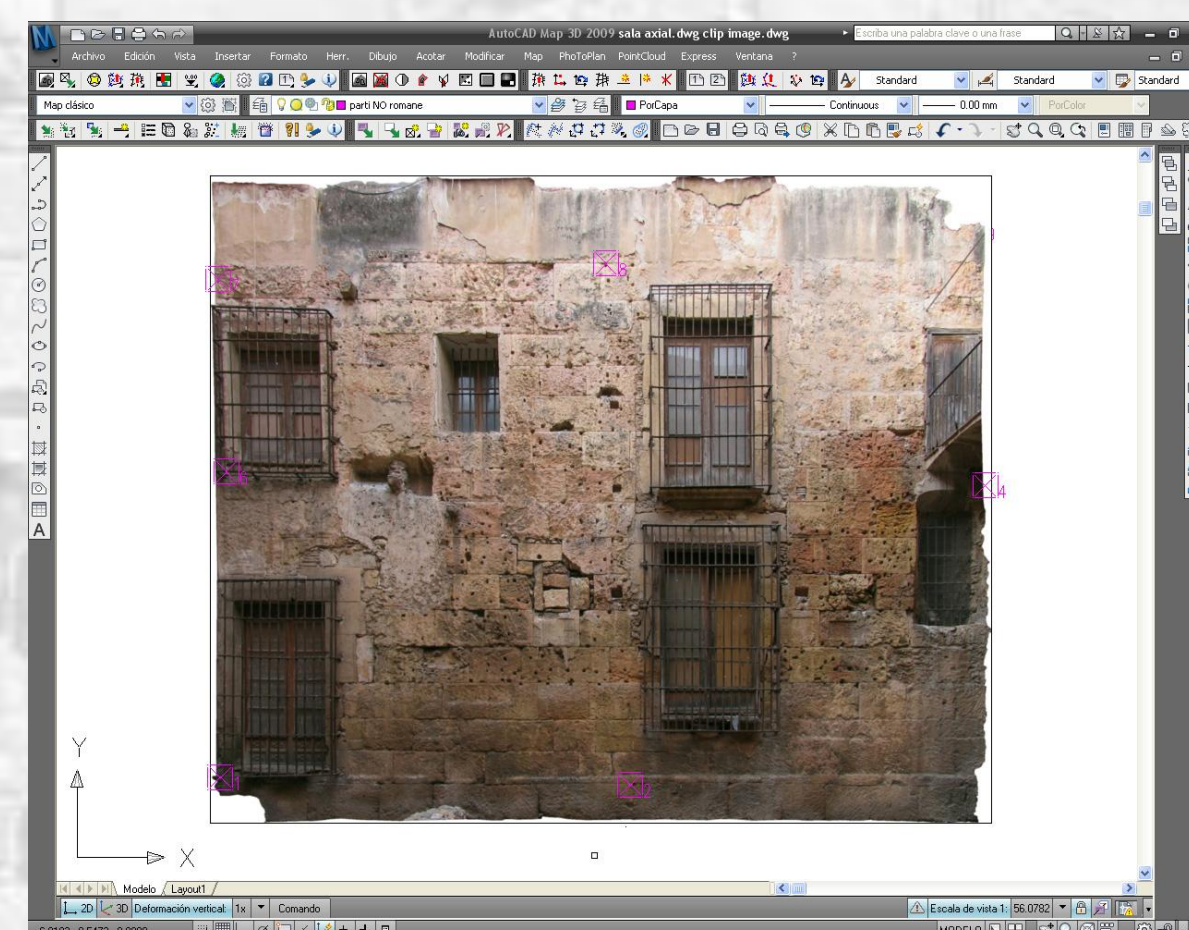 AutoCAD Map 3D 2009 sala axial.dwg clip image.dwg
Escriba una palabra clave o una frase
Archivo Edición Vista Insertar Formato Herr. Dibujo Acotar Modificar Map PhoToPlan PointCloud Express Ventana ?
Standard Standard Standard
Map clásico parti NO romane PorCapa Continuous 0.00 mm PorColor
A
8
6
4
1
2
Y
X
Modelo Layout1
2D 3D Deformación vertical: 1x Comando Escala de vista 1: 56.0782
MODELO